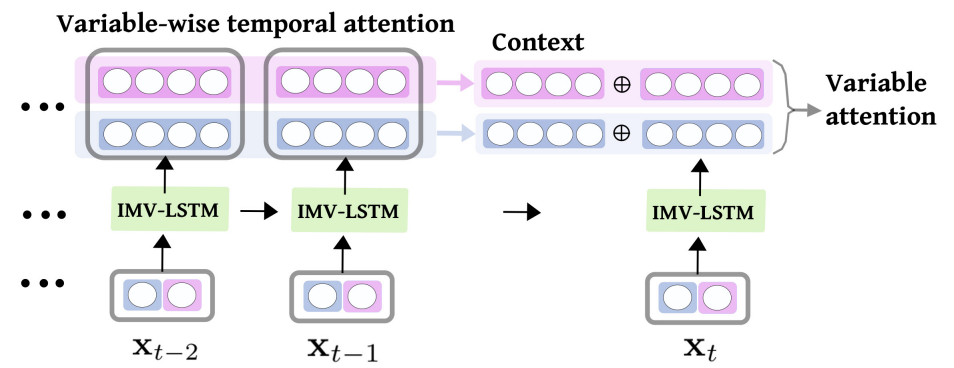 Variable-wise temporal attention
Context
Variable
attention
⊕
⊕
IMV-LSTM
IMV-LSTM
IMV-LSTM
x_{t-2}
x_{t-1}
x_t